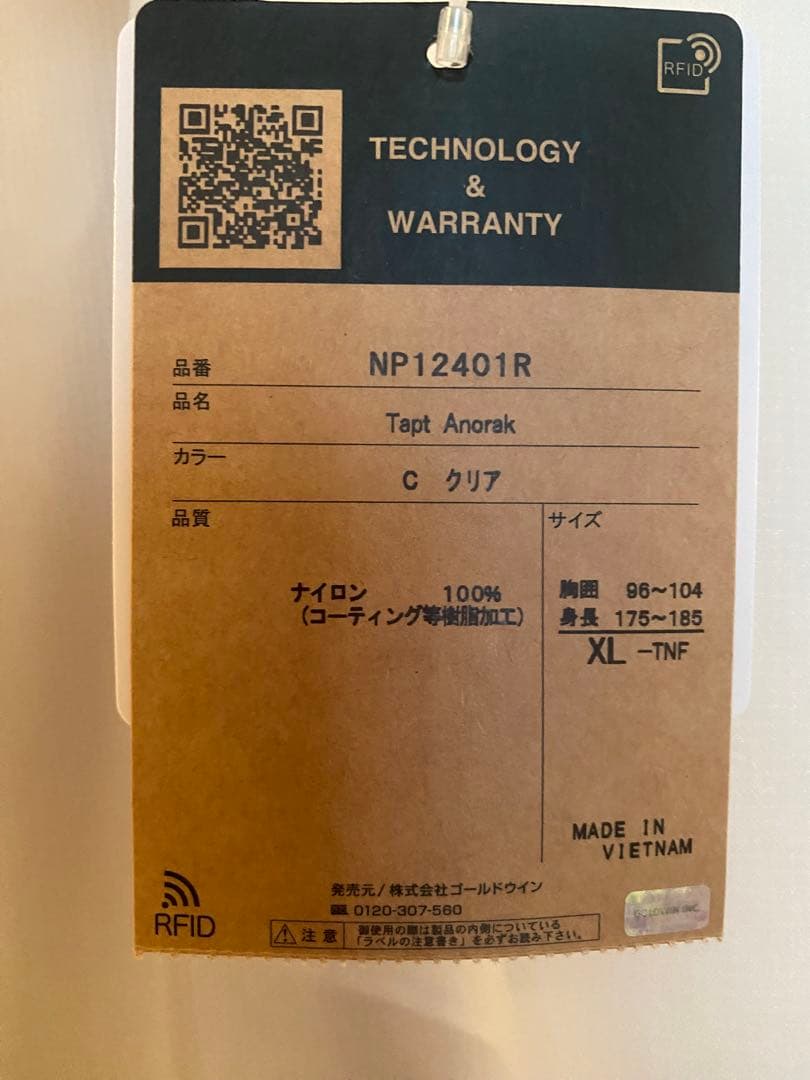 RFID
TECHNOLOGY
&
WARRANTY
品番 NP12401R
品名
Tapt Anorak
カラー
C クリア
品質
サイズ
ナイロン 100%
(コーティング等樹脂加工)
胸囲 96~104
身長 175~185
XL -TNF
MADE IN
VIETNAM
発売元/株式会社ゴールドウイン
0120-307-560
RFID
注意
御使用の際は製品の内側についている
「ラベルの注意書き」を必ずお読み下さい。
GOLDWIN INC.